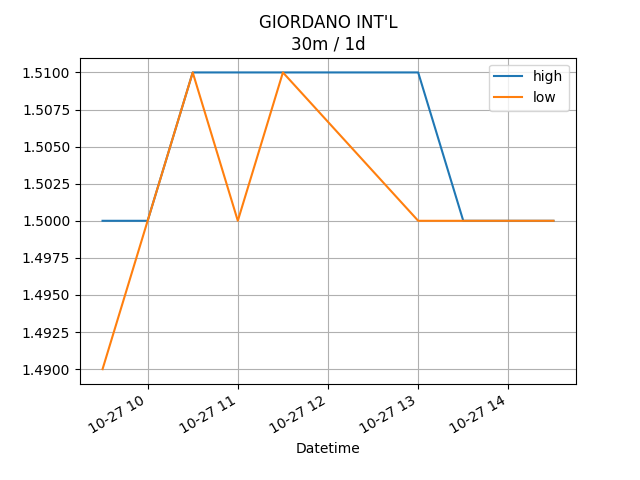 GIORDANO INT'L
30m / 1d
high
low
1.5100
1.5075
1.5050
1.5025
1.5000
1.4975
1.4950
1.4925
1.4900
10-27 10
10-27 11
10-27 12
10-27 13
10-27 14
Datetime